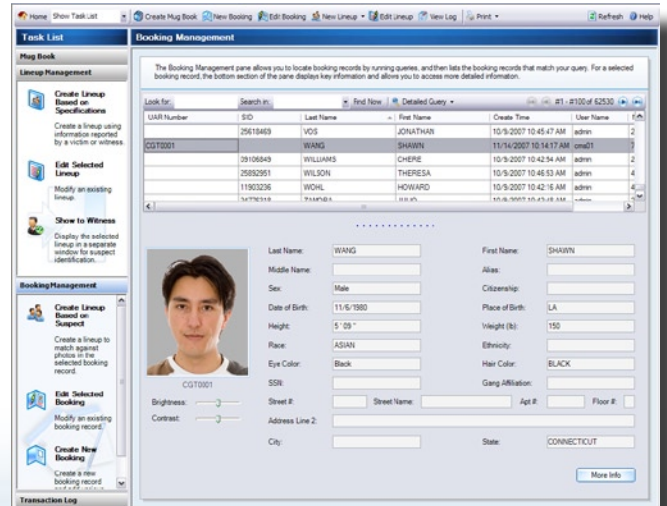 Home Show Task List Create Mug Book New Booking Edit Booking New Lineup Edit Lineup View Log Print Refresh Help
Task List
Mug Book
Lineup Management
Create Lineup
Based on
Specifications
Create a lineup using
information reported
by a victim or witness.
Edit Selected
Lineup
Modify an existing
lineup.
Show to Witness
Display the selected
lineup in a separate
window for suspect
identification.
Booking Management
Create Lineup
Based on
Suspect
Create a lineup to
match against
photos in the
selected booking
record.
Edit Selected
Booking
Modify an existing
booking record.
Create New
Booking
Create a new
booking record
Transaction Log
Booking Management
The Booking Management pane allows you to locate booking records by running queries, and then lists the booking records that match your query. For a selected
booking record, the bottom section of the pane displays key information and allows you to access more detailed information.
Look for: Search in: Find Now Detailed Query #1 - #100 of 62530
UAR Number SID Last Name First Name Create Time User Name
25618469 VOS JONATHAN 10/9/2007 10:45:47 AM admin 2
CGT0001 WANG SHAWN 11/14/2007 10:14:17 AM oms01 7
09106849 WILLIAMS CHERE 10/9/2007 10:42:54 AM admin 2
25892951 WILSON THERESA 10/9/2007 10:46:53 AM admin 4
11903236 WOHL HOWARD 10/9/2007 10:42:16 AM admin 4
CGT0001
Brightness:
Contrast:
Last Name: WANG First Name: SHAWN
Middle Name: Alias:
Sex: Male Citizenship:
Date of Birth: 11/6/1980 Place of Birth: LA
Height: 5 ' 09 " Weight (lb): 150
Race: ASIAN Ethnicity:
Eye Color: Black Hair Color: BLACK
SSN: Gang Affiliation:
Street #: Street Name: Apt #: Floor #:
Address Line 2:
City: State: CONNECTICUT
More Info